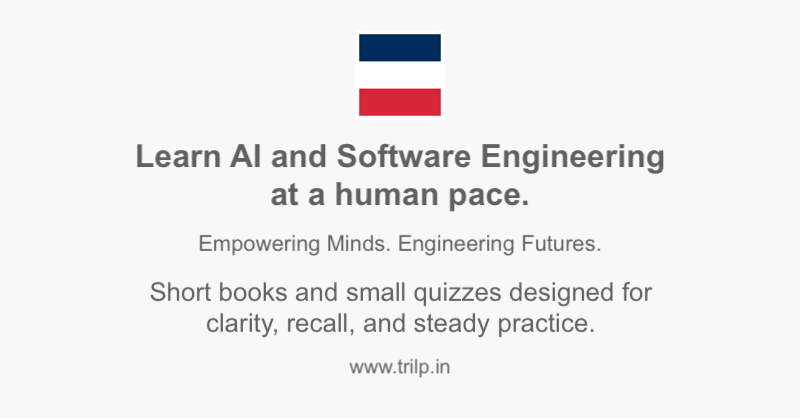 Learn AI and Software Engineering
at a human pace.
Empowering Minds. Engineering Futures.
Short books and small quizzes designed for
clarity, recall, and steady practice.
www.trilp.in